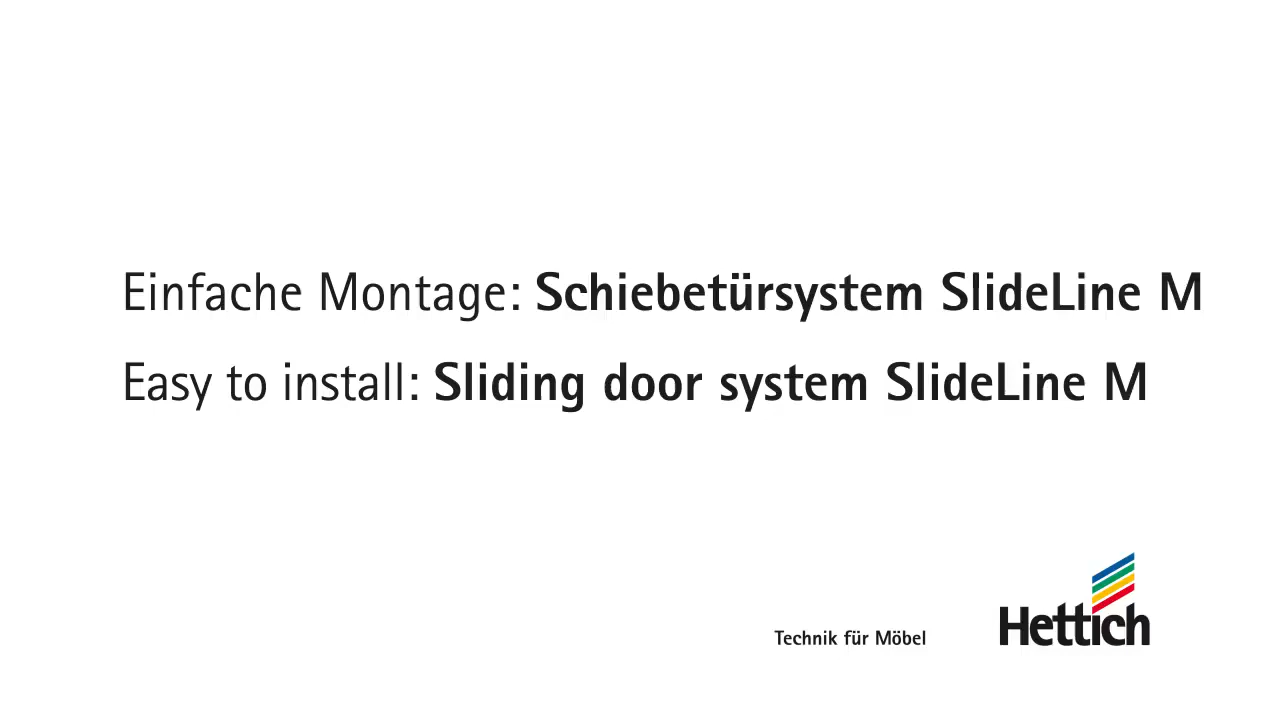 Einfache Montage: Schiebetürsystem SlideLine M
Easy to install: Sliding door system SlideLine M
Technik für Möbel
Hettich